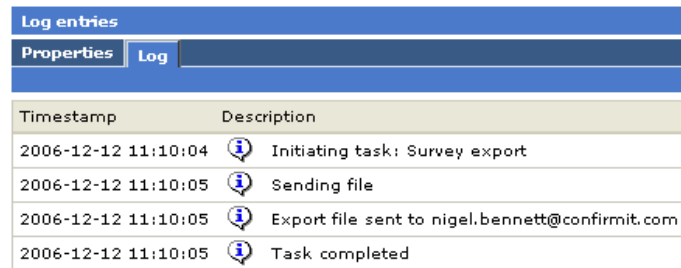 Log entries
Properties Log
Timestamp Description
2006-12-12 11:10:04 Initiating task: Survey export
2006-12-12 11:10:05 Sending file
2006-12-12 11:10:05 Export file sent to nigel.bennett@confirmit.com
2006-12-12 11:10:05 Task completed